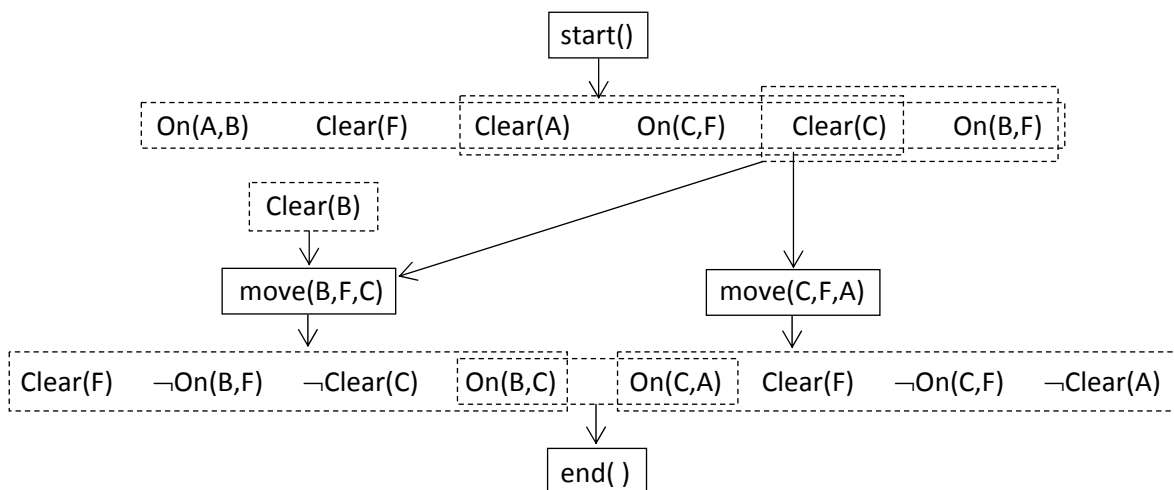 start()
On(A,B) Clear(F) Clear(A) On(C,F) Clear(C) On(B,F)
Clear(B)
move(B,F,C) move(C,F,A)
Clear(F) ¬On(B,F) ¬Clear(C) On(B,C) On(C,A) Clear(F) ¬On(C,F) ¬Clear(A)
end( )